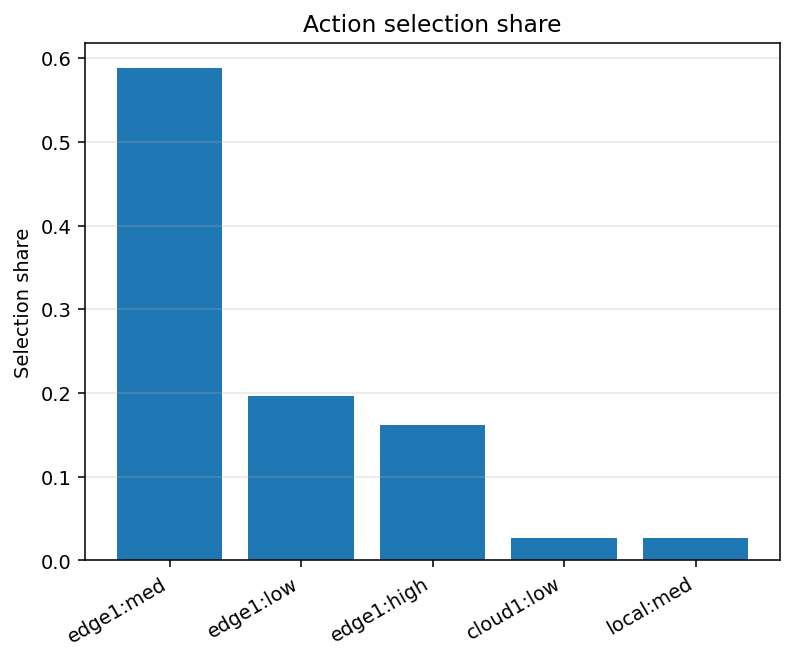 Action selection share
Selection share
0.6
0.5
0.4
0.3
0.2
0.1
0.0
edge1:med
edge1:low
edge1:high
cloud1:low
local:med